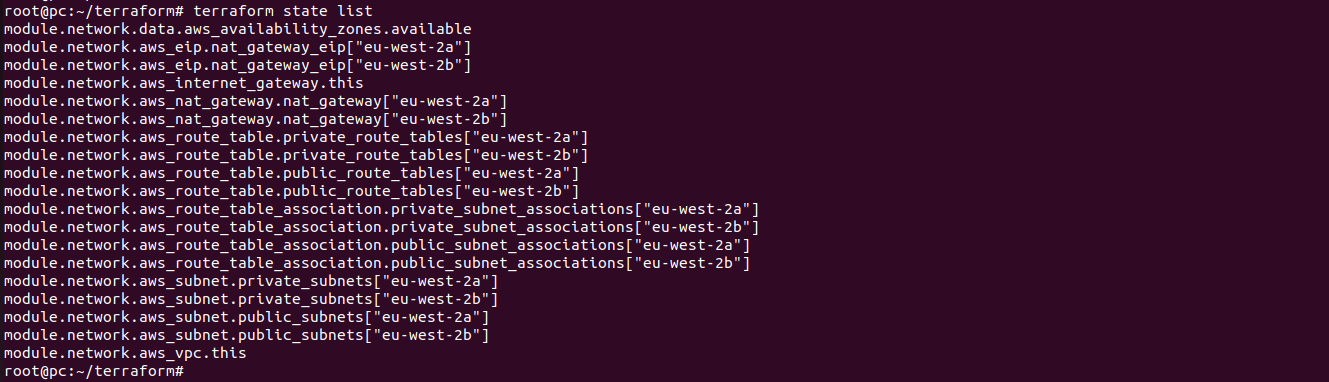 root@pc:~/terraform# terraform state list
module.network.data.aws_availability_zones.available
module.network.aws_eip.nat_gateway_eip["eu-west-2a"]
module.network.aws_eip.nat_gateway_eip["eu-west-2b"]
module.network.aws_internet_gateway.this
module.network.aws_nat_gateway.nat_gateway["eu-west-2a"]
module.network.aws_nat_gateway.nat_gateway["eu-west-2b"]
module.network.aws_route_table.private_route_tables["eu-west-2a"]
module.network.aws_route_table.private_route_tables["eu-west-2b"]
module.network.aws_route_table.public_route_tables["eu-west-2a"]
module.network.aws_route_table.public_route_tables["eu-west-2b"]
module.network.aws_route_table_association.private_subnet_associations["eu-west-2a"]
module.network.aws_route_table_association.private_subnet_associations["eu-west-2b"]
module.network.aws_route_table_association.public_subnet_associations["eu-west-2a"]
module.network.aws_route_table_association.public_subnet_associations["eu-west-2b"]
module.network.aws_subnet.private_subnets["eu-west-2a"]
module.network.aws_subnet.private_subnets["eu-west-2b"]
module.network.aws_subnet.public_subnets["eu-west-2a"]
module.network.aws_subnet.public_subnets["eu-west-2b"]
module.network.aws_vpc.this
root@pc:~/terraform#